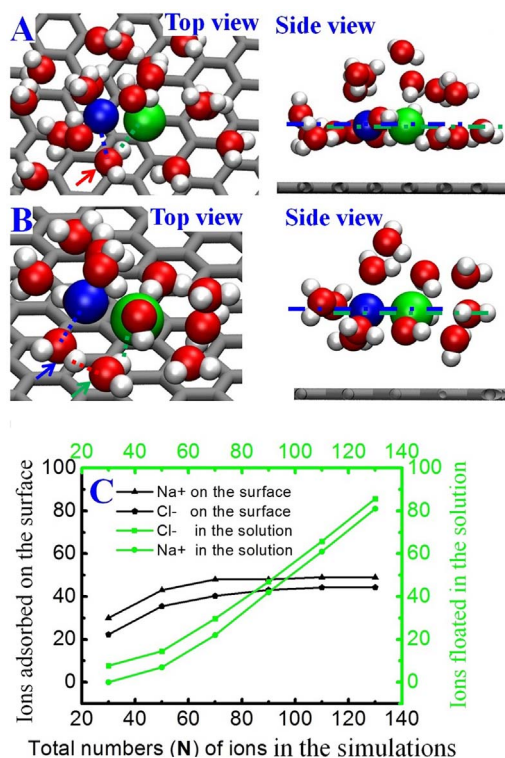 A Top view Side view
B Top view Side view
20 40 60 80 100 120 140
C
Na+ on the surface
Cl- on the surface
Cl- in the solution
Na+ in the solution
Ions adsorbed on the surface
100
80
60
40
20
0
100
80
60
40
20
0
Ions floated in the solution
20 40 60 80 100 120 140
Total numbers (N) of ions in the simulations